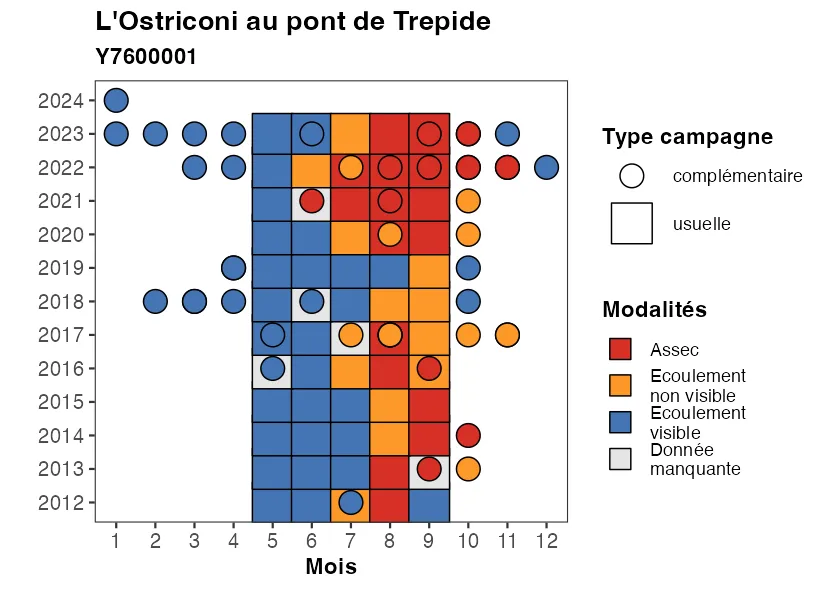 L'Ostriconi au pont de Trepide
Y7600001
2024
2023
2022
2021
2020
2019
2018
2017
2016
2015
2014
2013
2012
1 2 3 4 5 6 7 8 9 10 11 12
Mois
Type campagne
complémentaire
usuelle
Modalités
Assec
Ecoulement
non visible
Ecoulement
visible
Donnée
manquante